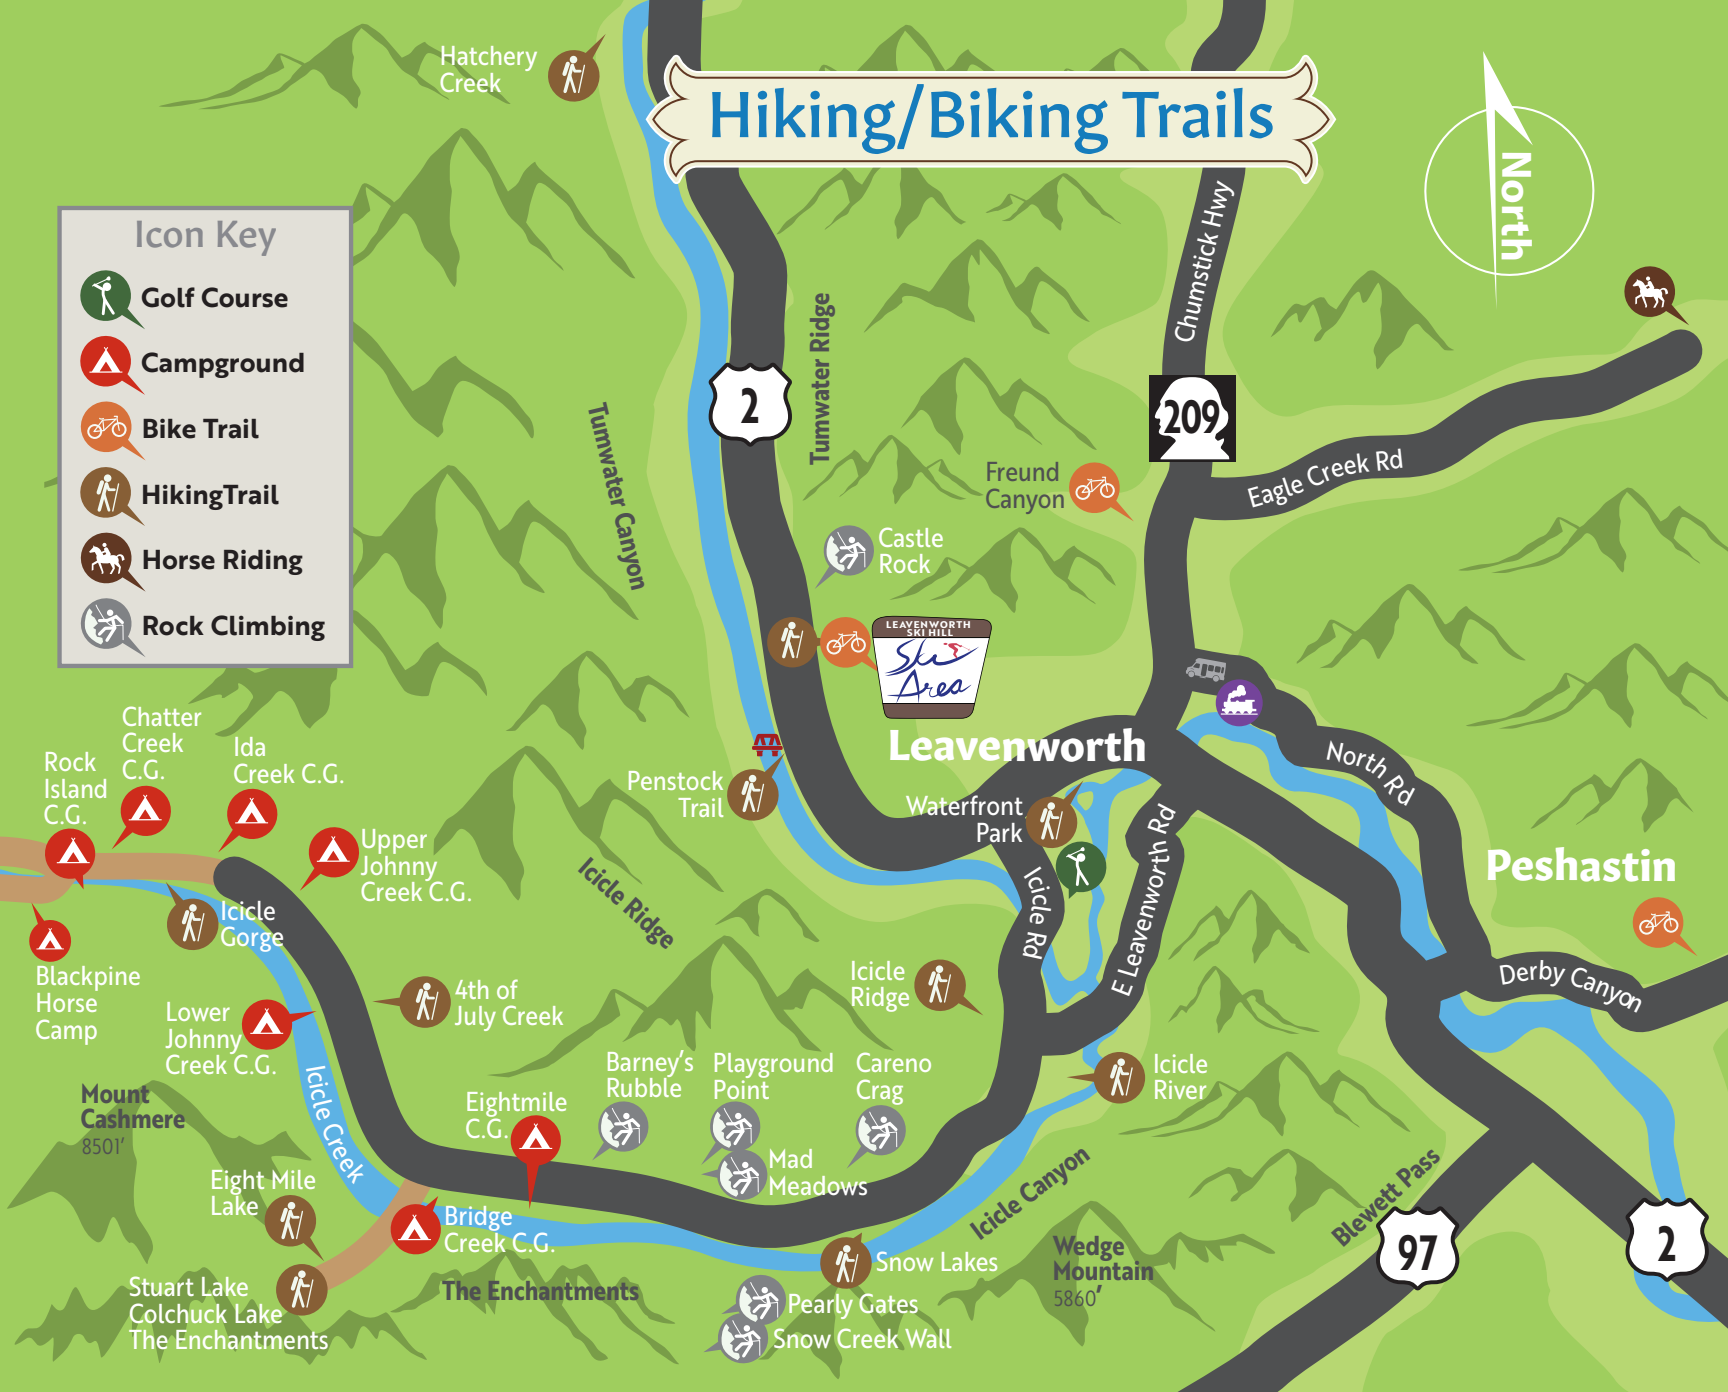 Hatchery
Creek
Hiking/Biking Trails
North
Icon Key
Golf Course
Campground
Bike Trail
HikingTrail
Horse Riding
Rock Climbing
Chumstick Hwy
Tumwater Ridge
2
209
Tumwater Canyon
Eagle Creek Rd
Freund
Canyon
Castle
Rock
LEAVENWORTH
SKI HILL
Ski
Area
Leavenworth
North Rd
Chatter
Creek
C.G.
Rock
Island
C.G.
Ida
Creek C.G.
Upper
Johnny
Creek C.G.
Penstock
Trail
Waterfront
Park
Peshastin
Icicle Ridge
Icicle Rd
E Leavenworth Rd
Icicle
Gorge
Blackpine
Horse
Camp
Lower
Johnny
Creek C.G.
4th of
July Creek
Icicle
Ridge
Derby Canyon
Icicle Creek
Mount
Cashmere
8501'
Eightmile
C.G.
Barney's
Rubble
Playground
Point
Careno
Crag
Icicle
River
Mad
Meadows
Eight Mile
Lake
Bridge
Creek C.G.
Icicle Canyon
Blewett Pass
97
2
Snow Lakes
Wedge
Mountain
5860'
Stuart Lake
Colchuck Lake
The Enchantments
The Enchantments
Pearly Gates
Snow Creek Wall